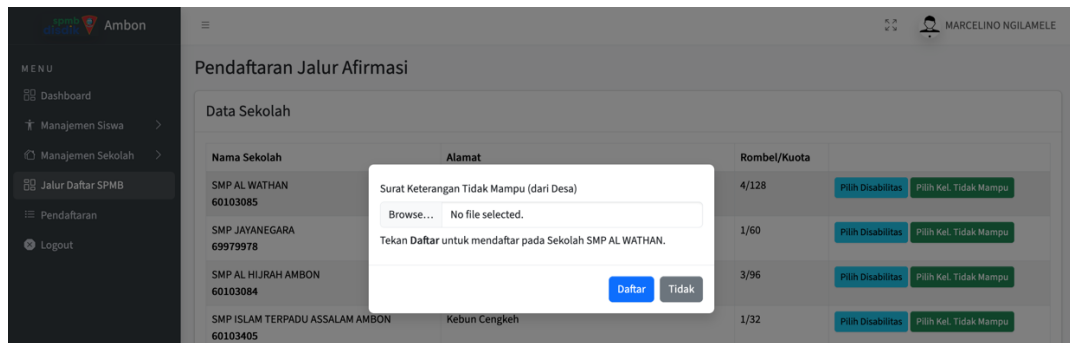 spmb
Ambon
MARCELINO NGILAMELE
MENU
Dashboard
Manajemen Siswa
Manajemen Sekolah
Jalur Daftar SPMB
Pendaftaran
Logout
Pendaftaran Jalur Afirmasi
Data Sekolah
Nama Sekolah Alamat Rombel/Kuota
SMP AL WATHAN 4/128 Pilih Disabilitas Pilih Kel. Tidak Mampu
60103085
SMP JAYANEGARA 1/60 Pilih Disabilitas Pilih Kel. Tidak Mampu
69979978
SMP AL HIJRAH AMBON 3/96 Pilih Disabilitas Pilih Kel. Tidak Mampu
60103084
SMP ISLAM TERPADU ASSALAM AMBON Kebun Cengkeh 1/32 Pilih Disabilitas Pilih Kel. Tidak Mampu
60103405
Surat Keterangan Tidak Mampu (dari Desa)
Browse... No file selected.
Tekan Daftar untuk mendaftar pada Sekolah SMP AL WATHAN.
Daftar Tidak